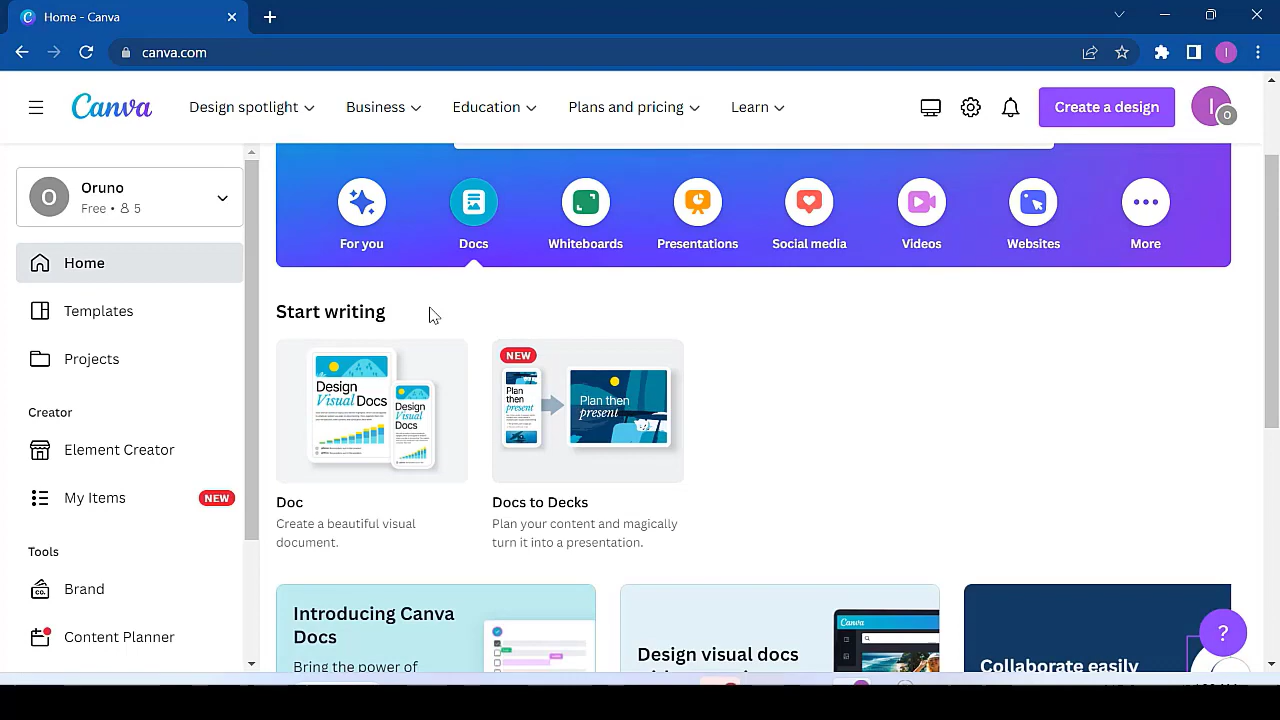 Home - Canva
canva.com
Canva
Design spotlight
Business
Education
Plans and pricing
Learn
Create a design
I
O
O
Oruno
Free • 5
For you
Docs
Whiteboards
Presentations
Social media
Videos
Websites
More
Home
Templates
Projects
Creator
Element Creator
My Items
NEW
Tools
Brand
Content Planner
Start writing
Design
Visual Docs
Design
Visual
Docs
NEW
Plan
then
present
Plan then
present
Doc
Create a beautiful visual
document.
Docs to Decks
Plan your content and magically
turn it into a presentation.
Introducing Canva
Docs
Bring the power of
Design visual docs
Canva
Collaborate easily
?